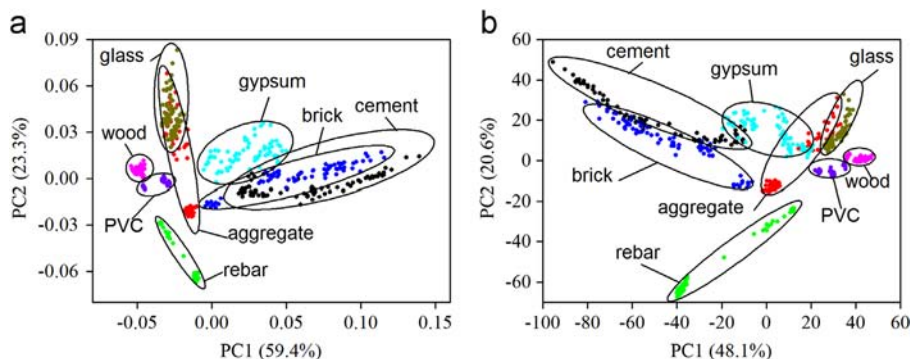 a
PC2 (23.3%)
0.09
0.06
0.03
0.00
-0.03
-0.06
glass
wood
PVC
gypsum
brick
cement
aggregate
rebar
-0.05
0.00
0.05
0.10
0.15
PC1 (59.4%)
b
PC2 (20.6%)
60
40
20
0
-20
-40
-60
cement
gypsum
glass
brick
aggregate
wood
PVC
rebar
-100
-80
-60
-40
-20
0
20
40
60
PC1 (48.1%)